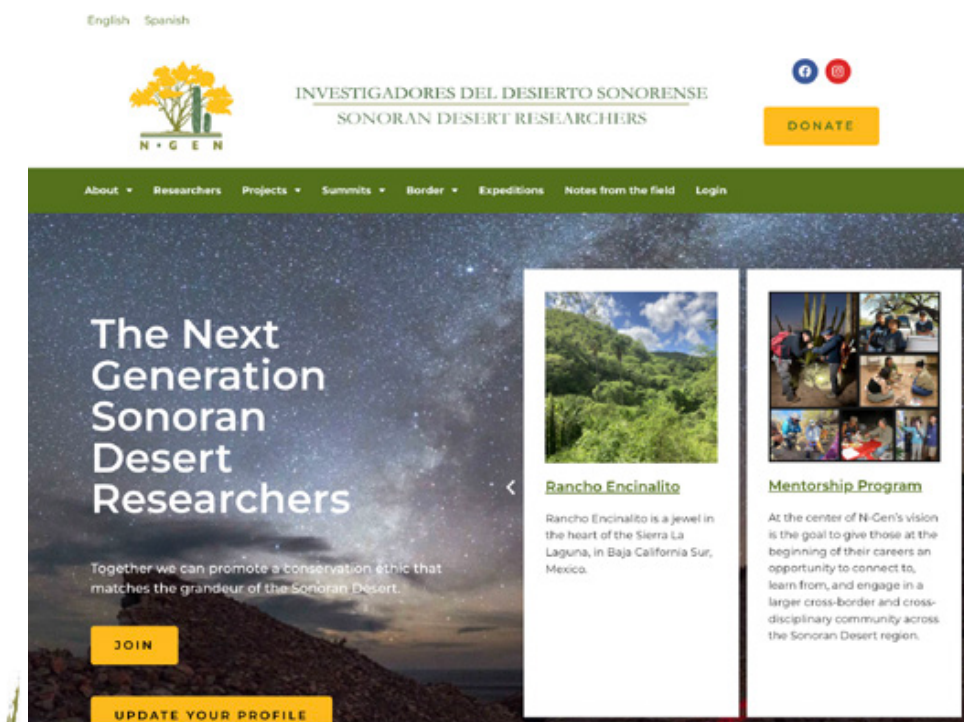 English Spanish
N • G E N
INVESTIGADORES DEL DESIERTO SONORENSE
SONORAN DESERT RESEARCHERS
DONATE
About Researchers Projects Summits Border Expeditions Notes from the field Login
The Next
Generation
Sonoran
Desert
Researchers
Together we can promote a conservation ethic that
matches the grandeur of the Sonoran Desert.
JOIN
UPDATE YOUR PROFILE
Rancho Encinalito
Rancho Encinalito is a jewel in
the heart of the Sierra La
Laguna, in Baja California Sur,
Mexico.
Mentorship Program
At the center of N-Gen's vision
is the goal to give those at the
beginning of their careers an
opportunity to connect to,
learn from, and engage in a
larger cross-border and cross-
disciplinary community across
the Sonoran Desert region.